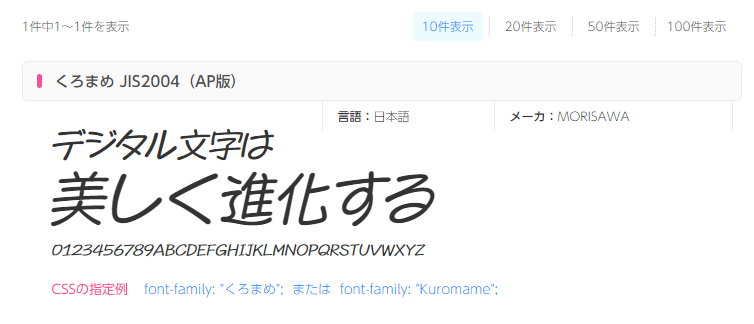 1件中1～1件を表示 10件表示 20件表示 50件表示 100件表示
くろまめ JIS2004（AP版）
言語：日本語 メーカ：MORISAWA
デジタル文字は
美しく進化する
0123456789ABCDEFGHIJKLMNOPQRSTUVWXYZ
CSSの指定例 font-family: "くろまめ"; または font-family: "Kuromame";